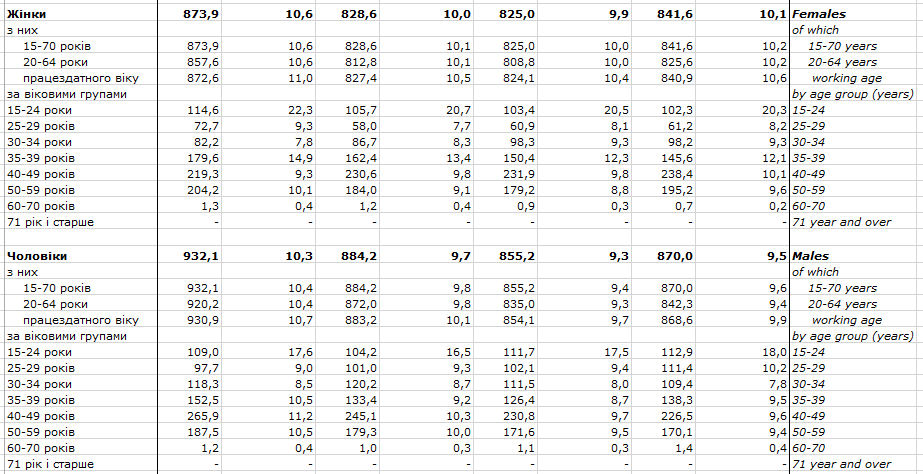 Жінки 873,9 10,6 828,6 10,0 825,0 9,9 841,6 10,1 Females
з них of which
15-70 років 873,9 10,6 828,6 10,1 825,0 10,0 841,6 10,2 15-70 years
20-64 роки 857,6 10,6 812,8 10,1 808,8 10,0 825,6 10,2 20-64 years
працездатного віку 872,6 11,0 827,4 10,5 824,1 10,4 840,9 10,6 working age
за віковими групами by age group (years)
15-24 роки 114,6 22,3 105,7 20,7 103,4 20,5 102,3 20,3 15-24
25-29 років 72,7 9,3 58,0 7,7 60,9 8,1 61,2 8,2 25-29
30-34 роки 82,2 7,8 86,7 8,3 98,3 9,3 98,2 9,3 30-34
35-39 років 179,6 14,9 162,4 13,4 150,4 12,3 145,6 12,1 35-39
40-49 років 219,3 9,3 230,6 9,8 231,9 9,8 238,4 10,1 40-49
50-59 років 204,2 10,1 184,0 9,1 179,2 8,8 195,2 9,6 50-59
60-70 років 1,3 0,4 1,2 0,4 0,9 0,3 0,7 0,2 60-70
71 рік і старше - - - - - - - - 71 year and over
Чоловіки 932,1 10,3 884,2 9,7 855,2 9,3 870,0 9,5 Males
з них of which
15-70 років 932,1 10,4 884,2 9,8 855,2 9,4 870,0 9,6 15-70 years
20-64 роки 920,2 10,4 872,0 9,8 835,0 9,3 842,3 9,4 20-64 years
працездатного віку 930,9 10,7 883,2 10,1 854,1 9,7 868,6 9,9 working age
за віковими групами by age group (years)
15-24 роки 109,0 17,6 104,2 16,5 111,7 17,5 112,9 18,0 15-24
25-29 років 97,7 9,0 101,0 9,3 102,1 9,4 111,4 10,2 25-29
30-34 роки 118,3 8,5 120,2 8,7 111,5 8,0 109,4 7,8 30-34
35-39 років 152,5 10,5 133,4 9,2 126,4 8,7 138,3 9,5 35-39
40-49 років 265,9 11,2 245,1 10,3 230,8 9,7 226,5 9,6 40-49
50-59 років 187,5 10,5 179,3 10,0 171,6 9,5 170,1 9,4 50-59
60-70 років 1,2 0,4 1,0 0,3 1,1 0,3 1,4 0,4 60-70
71 рік і старше - - - - - - - - 71 year and over